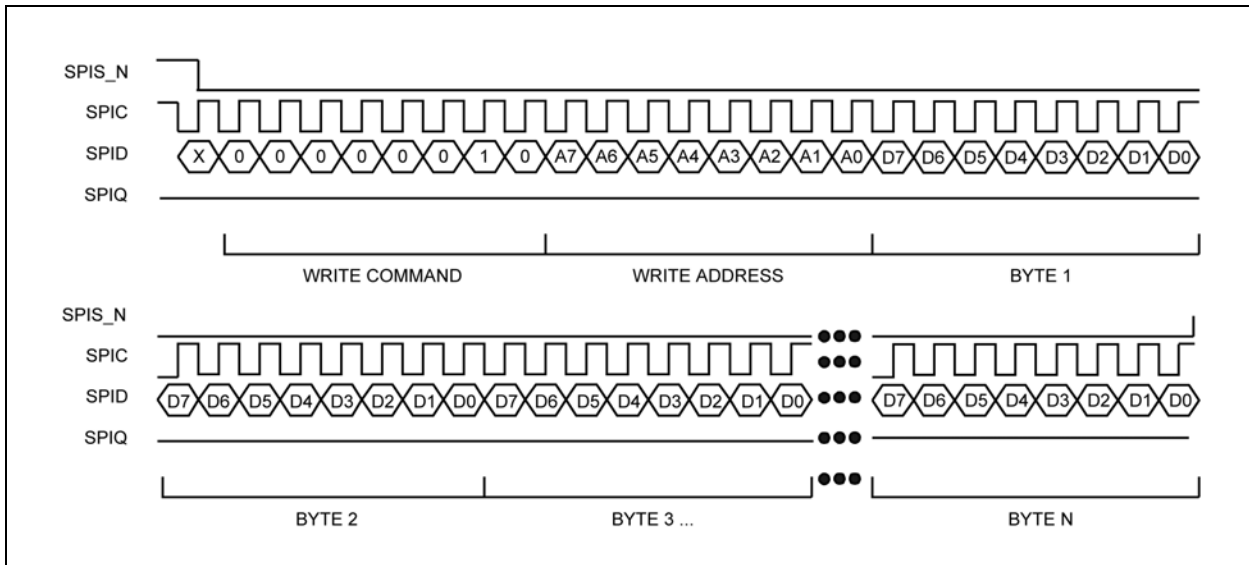 SPIS_N
SPIC
SPID X 0 0 0 0 0 0 1 0 A7 A6 A5 A4 A3 A2 A1 A0 D7 D6 D5 D4 D3 D2 D1 D0
SPIQ
WRITE COMMAND WRITE ADDRESS BYTE 1
SPIS_N
SPIC
SPID D7 D6 D5 D4 D3 D2 D1 D0 D7 D6 D5 D4 D3 D2 D1 D0 D7 D6 D5 D4 D3 D2 D1 D0
SPIQ
BYTE 2 BYTE 3 ... BYTE N